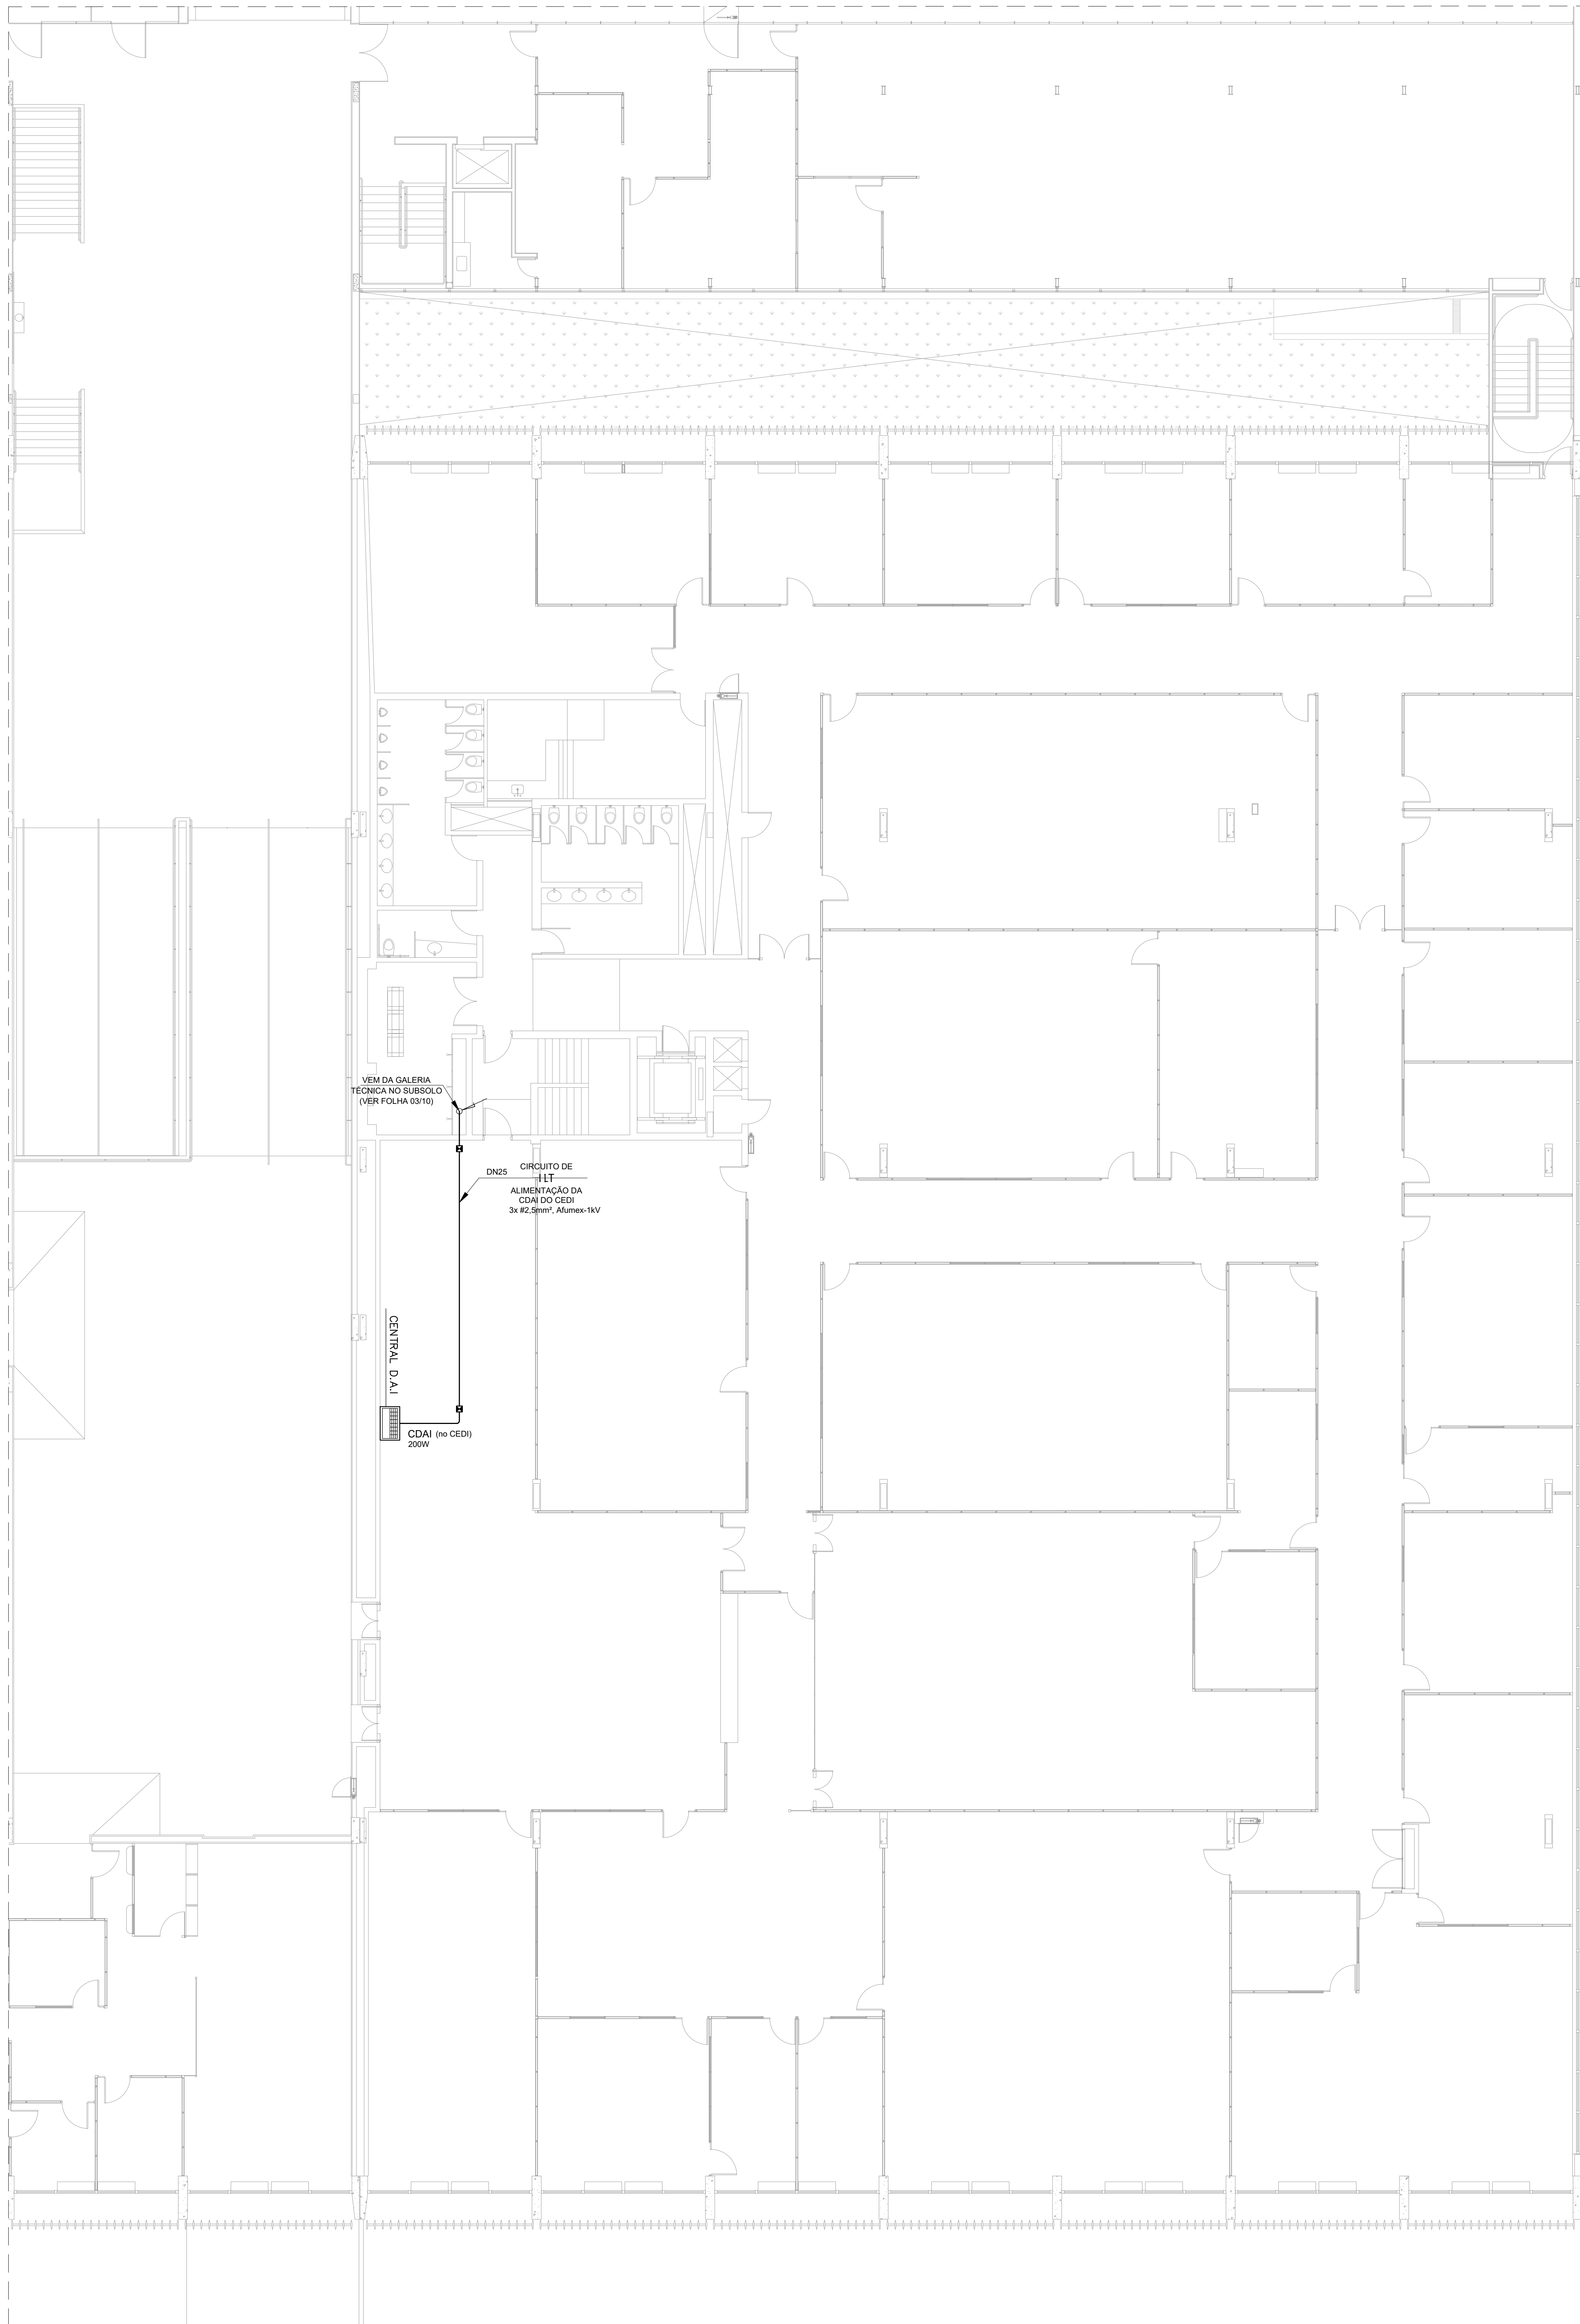 VEM DA GALERIA
TÉCNICA NO SUBSOLO
(VER FOLHA 03/10)
DN25
CIRCUITO DE
ALIMENTAÇÃO DA
CDAI DO CEDI
3x #2,5mm², Afumex-1kV
CENTRAL D.A.I
CDAI (no CEDI)
200W